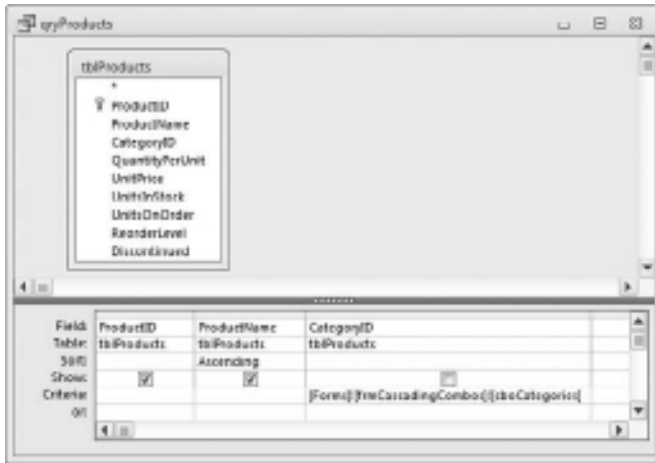 qryProducts
tblProducts
*
ProductID
ProductName
CategoryID
QuantityPerUnit
UnitPrice
UnitsInStock
UnitsOnOrder
ReorderLevel
Discontinued
Field: ProductID ProductName CategoryID
Table: tblProducts tblProducts tblProducts
Sort: Ascending
Show:
Criteria: [Forms]![frmCascadingCombos]![cboCategories]
or: